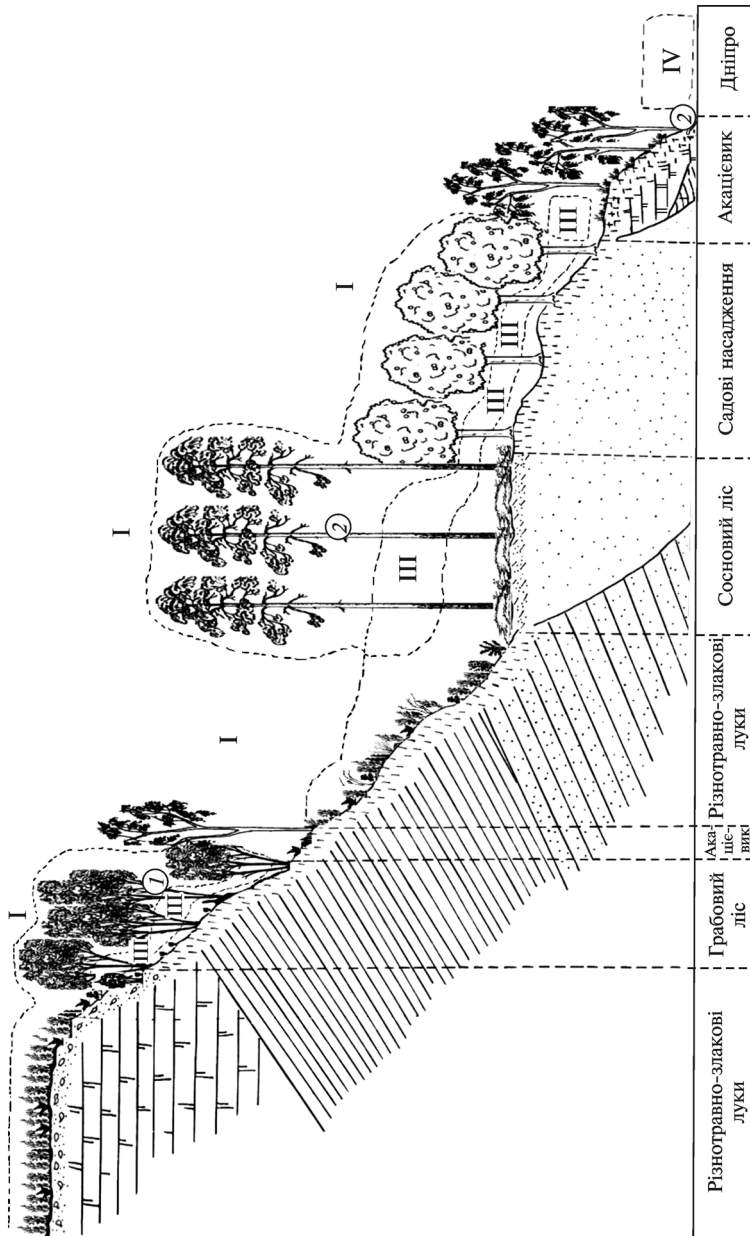 I
I
III
1
III
I
2
I
III
III
III
III
IV
2
Різнотравно-злакові
луки
Грабовий
ліс
Ака-
ціє-
вик
Різнотравно-злакові
луки
Сосновий ліс
Садові насадження
Акацієвик
Дніпро